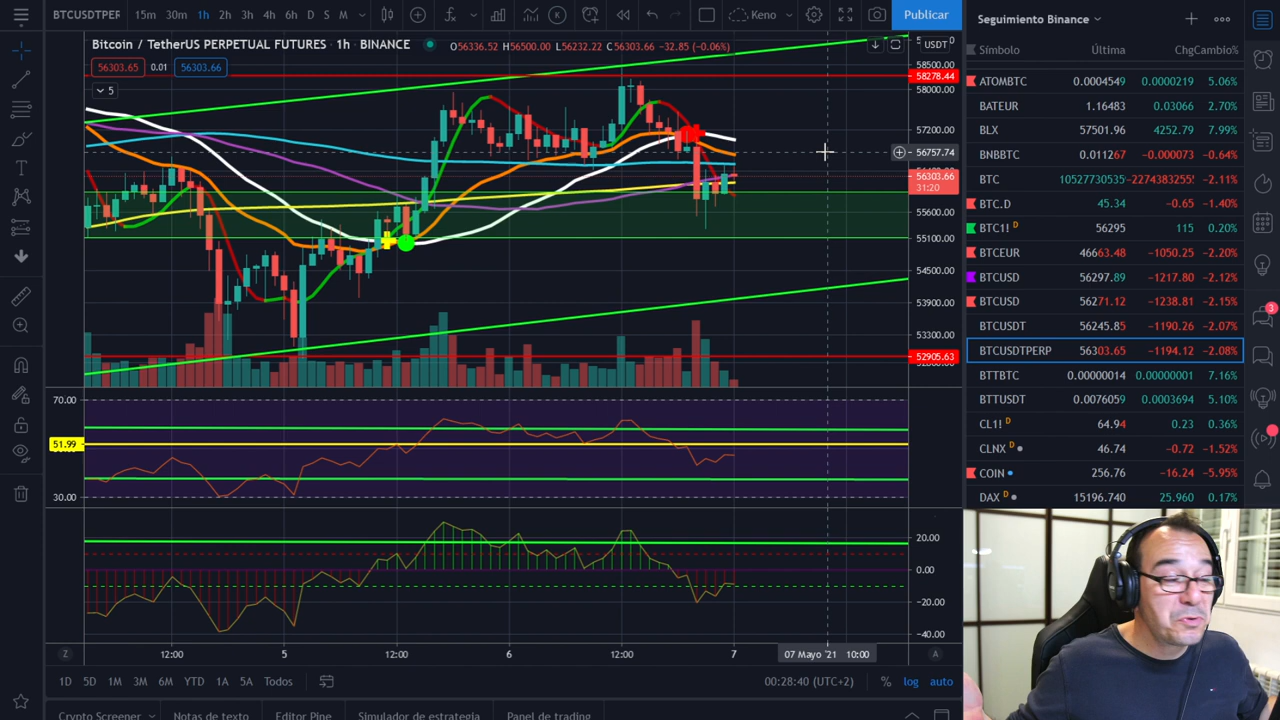 BTCUSDTPER 15m 30m 1h 2h 3h 4h 6h D S M Keno Publicar
Bitcoin / TetherUS PERPETUAL FUTURES · 1h · BINANCE O56336.52 H56500.00 L56232.22 C56303.66 −32.85 (−0.06%)
USDT
56303.65 0.01 56303.66
5
58500.00
58278.44
58000.00
57200.00
56757.74
56303.66
31:20
55600.00
55100.00
54500.00
53900.00
53300.00
52905.63
70.00
51.99
30.00
20.00
0.00
−20.00
−40.00
Z 12:00 5 12:00 6 12:00 7 07 Mayo '21 10:00 A
1D 5D 1M 3M 6M YTD 1A 5A Todos 00:28:40 (UTC+2) % log auto
Crypto Screener Notas de texto Editor Pine Simulador de estrategia Panel de trading
Seguimiento Binance
Símbolo Última ChgCambio%
ATOMBTC 0.0004549 0.0000219 5.06%
BATEUR 1.16483 0.03066 2.70%
BLX 57501.96 4252.79 7.99%
BNBBTC 0.011267 −0.000073 −0.64%
BTC 10527730535 −2274383255 −2.11%
BTC.D 45.34 −0.65 −1.40%
BTC1! D 56295 115 0.20%
BTCEUR 46663.48 −1050.25 −2.20%
BTCUSD 56297.89 −1217.80 −2.12%
BTCUSD 56271.12 −1238.81 −2.15%
BTCUSDT 56245.85 −1190.26 −2.07%
BTCUSDTPERP 56303.65 −1194.12 −2.08%
BTTBTC 0.00000014 0.00000001 7.16%
BTTUSDT 0.0076059 0.0003694 5.10%
CL1! D 64.94 0.23 0.36%
CLNX D 46.74 −0.72 −1.52%
COIN 256.76 −16.24 −5.95%
DAX D 15196.740 25.960 0.17%
3